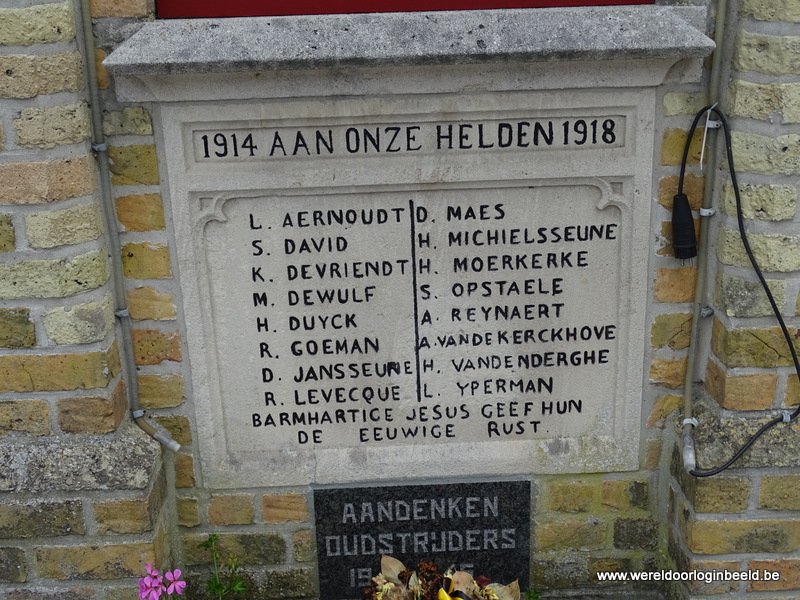 1914 AAN ONZE HELDEN 1918
L. AERNOUDT
S. DAVID
K. DEVRIENDT
M. DEWULF
H. DUYCK
R. GOEMAN
D. JANSSEUNE
R. LEVECQUE
D. MAES
H. MICHIELSSEUNE
H. MOERKERKE
S. OPSTAELE
A. REYNAERT
A. VANDEKERCKHOVE
H. VANDENDERGHE
L. YPERMAN
BARMHARTICE JESUS GEEF HUN
DE EEUWIGE RUST.
AANDENKEN
OUDSTRIJDERS
www.wereldoorloginbeeld.be